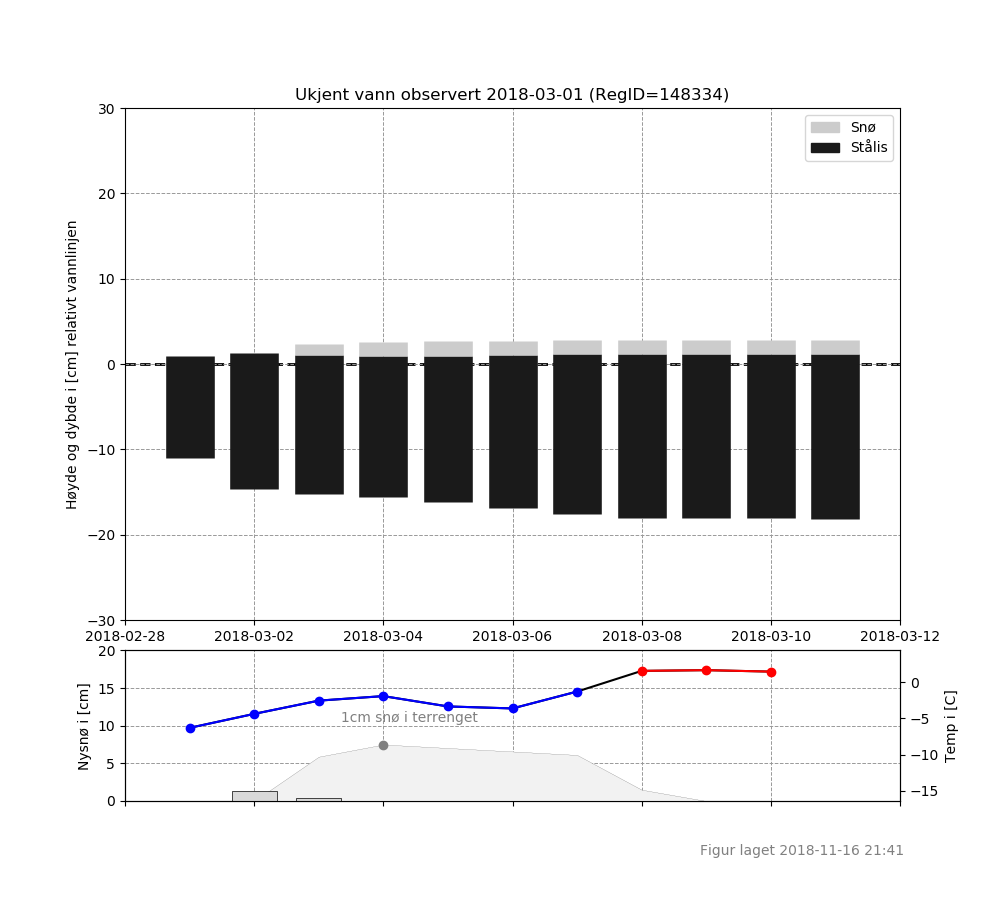 Ukjent vann observert 2018-03-01 (RegID=148334)
Snø
Stålis
Høyde og dybde i [cm] relativt vannlinjen
30
20
10
0
−10
−20
−30
2018-02-28 2018-03-02 2018-03-04 2018-03-06 2018-03-08 2018-03-10 2018-03-12
Nysnø i [cm]
20
15
10
5
0
1cm snø i terrenget
0
−5
−10
−15
Temp i [C]
Figur laget 2018-11-16 21:41